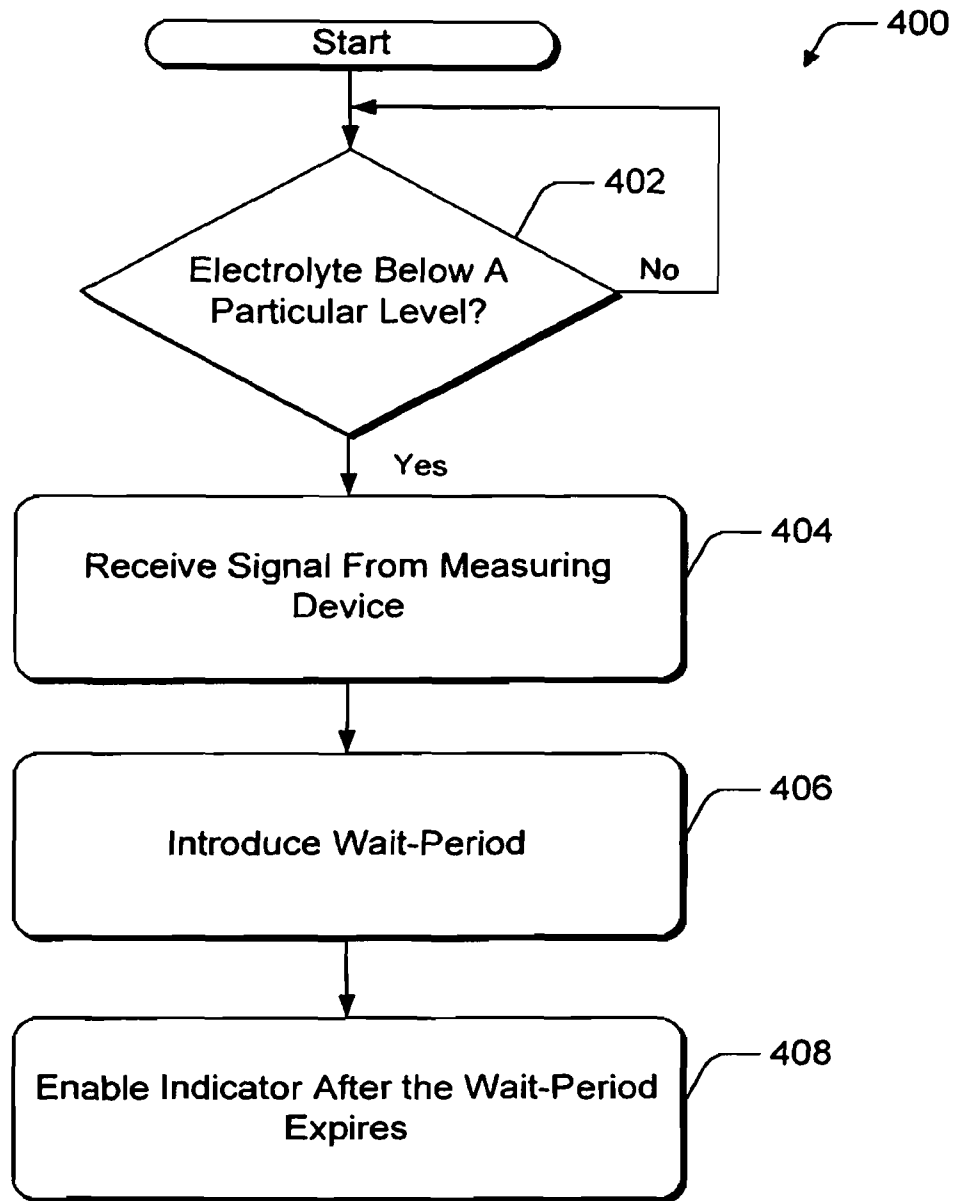 Start
400
402
Electrolyte Below A
Particular Level?
No
Yes
404
Receive Signal From Measuring
Device
406
Introduce Wait-Period
408
Enable Indicator After the Wait-Period
Expires